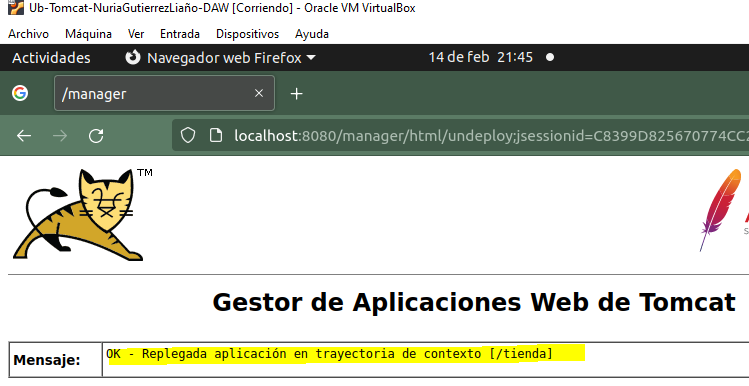 Ub-Tomcat-NuriaGutierrezLiaño-DAW [Corriendo] - Oracle VM VirtualBox
Archivo Máquina Ver Entrada Dispositivos Ayuda
Actividades Navegador web Firefox 14 de feb 21:45
/manager
localhost:8080/manager/html/undeploy;jsessionid=C8399D825670774CC2
TM
Gestor de Aplicaciones Web de Tomcat
Mensaje: OK - Replegada aplicación en trayectoria de contexto [/tienda]